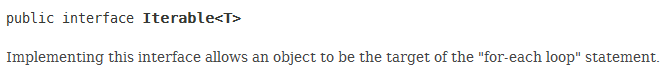 public interface Iterable<T>
Implementing this interface allows an object to be the target of the "for-each loop" statement.